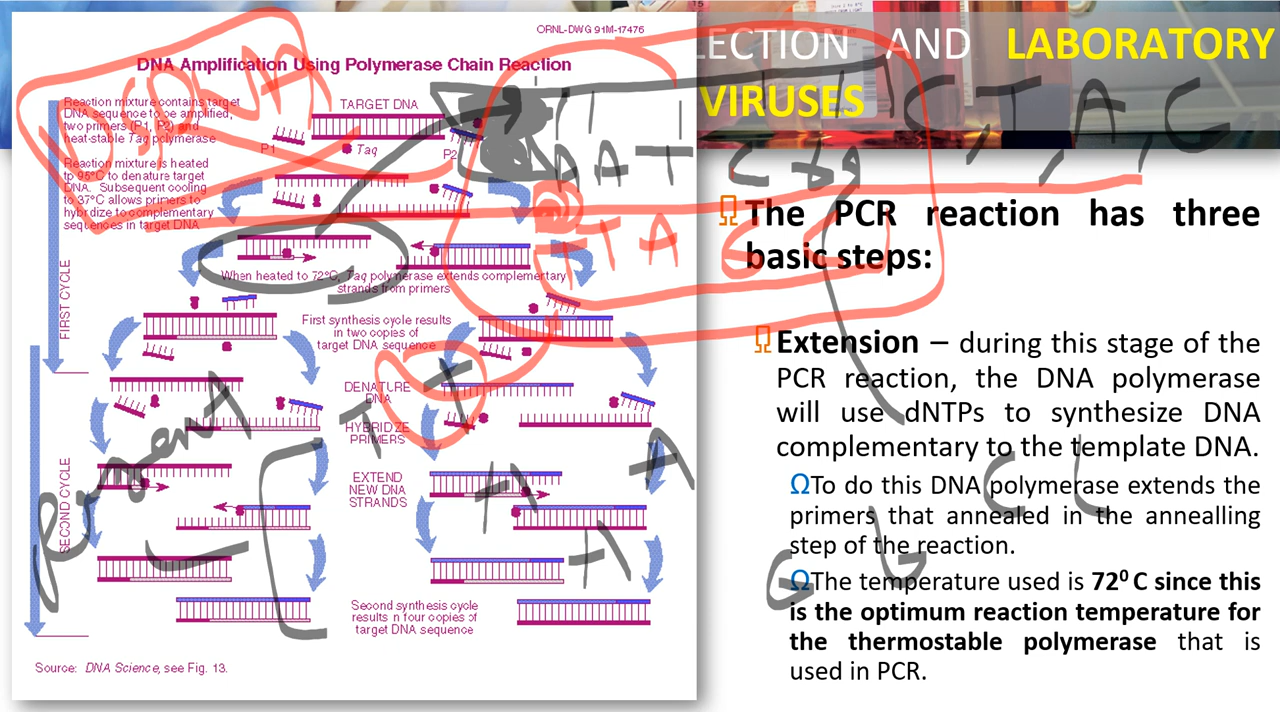 ORNL-DWG 91M-17476
DNA Amplification Using Polymerase Chain Reaction
Reaction mixture contains target
DNA sequence to be amplified,
two primers (P1, P2) and
heat-stable Taq polymerase
TARGET DNA
P1
Taq
P2
Reaction mixture is heated
tp 95°C to denature target
DNA. Subsequent cooling
to 37°C allows primers to
hybridize to complementary
sequences in target DNA
When heated to 72°C, Taq polymerase extends complementary
strands from primers
FIRST CYCLE
First synthesis cycle results
in two copies of
target DNA sequence
DENATURE
DNA
HYBRIDZE
PRIMERS
SECOND CYCLE
EXTEND
NEW DNA
STRANDS
Second synthesis cycle
results n four copies of
target DNA sequence
Source: DNA Science, see Fig. 13.
LECTION AND LABORATORY
VIRUSES
CTAG
TAG
The PCR reaction has three
basic steps:
Extension – during this stage of the
PCR reaction, the DNA polymerase
will use dNTPs to synthesize DNA
complementary to the template DNA.
ΩTo do this DNA polymerase extends the
primers that annealed in the annealling
step of the reaction.
ΩThe temperature used is 72⁰ C since this
is the optimum reaction temperature for
the thermostable polymerase that is
used in PCR.